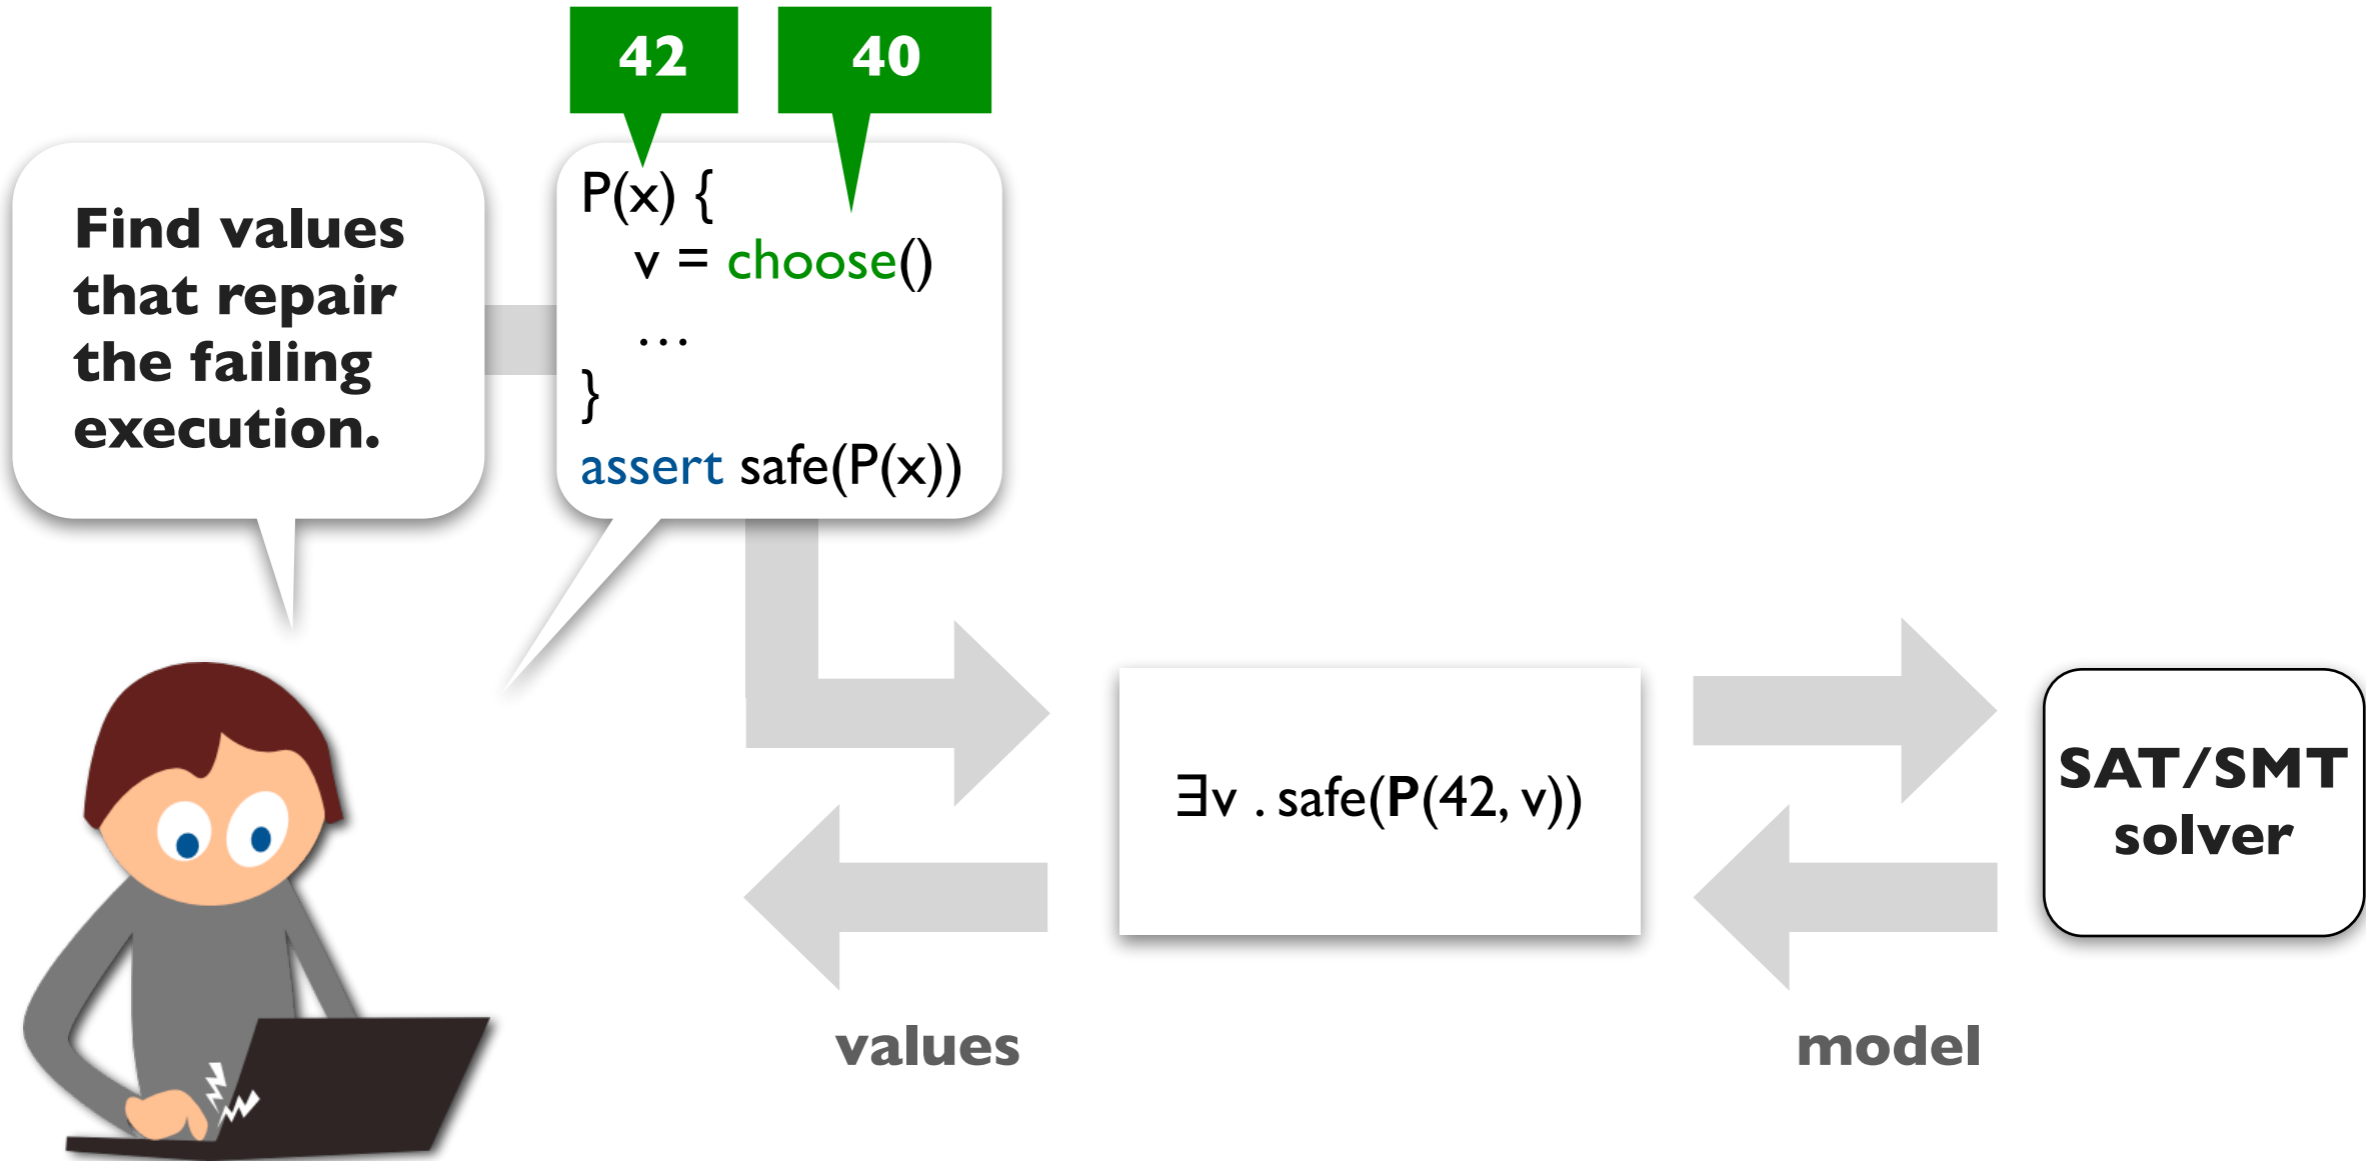 42
40
Find values
that repair
the failing
execution.
P(x) {
v = choose()
…
}
assert safe(P(x))
∃v . safe(P(42, v))
SAT/SMT
solver
values
model